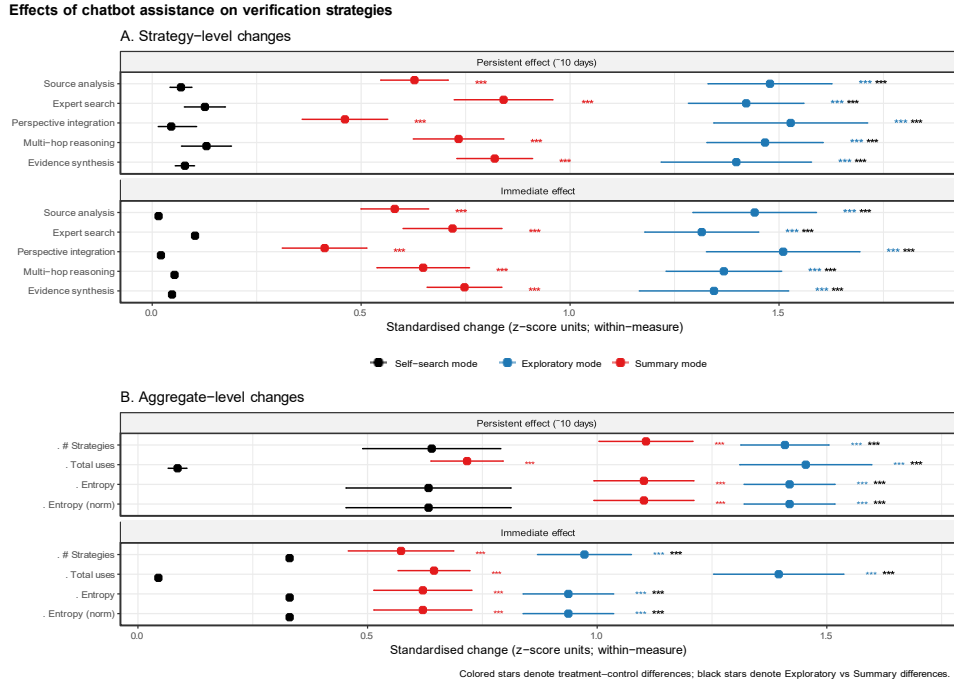 Effects of chatbot assistance on verification strategies
A. Strategy−level changes
Persistent effect (~10 days)
Source analysis
*** *** ***
Expert search
*** *** ***
Perspective integration
*** *** ***
Multi−hop reasoning
*** *** ***
Evidence synthesis
*** *** ***
Immediate effect
Source analysis
*** *** ***
Expert search
*** *** ***
Perspective integration
*** *** ***
Multi−hop reasoning
*** *** ***
Evidence synthesis
*** *** ***
0.0 0.5 1.0 1.5
Standardised change (z−score units; within−measure)
Self−search mode Exploratory mode Summary mode
B. Aggregate−level changes
Persistent effect (~10 days)
. # Strategies
*** *** ***
. Total uses
*** *** ***
. Entropy
*** *** ***
. Entropy (norm)
*** *** ***
Immediate effect
. # Strategies
*** *** ***
. Total uses
*** *** ***
. Entropy
*** *** ***
. Entropy (norm)
*** *** ***
0.0 0.5 1.0 1.5
Standardised change (z−score units; within−measure)
Colored stars denote treatment−control differences; black stars denote Exploratory vs Summary differences.